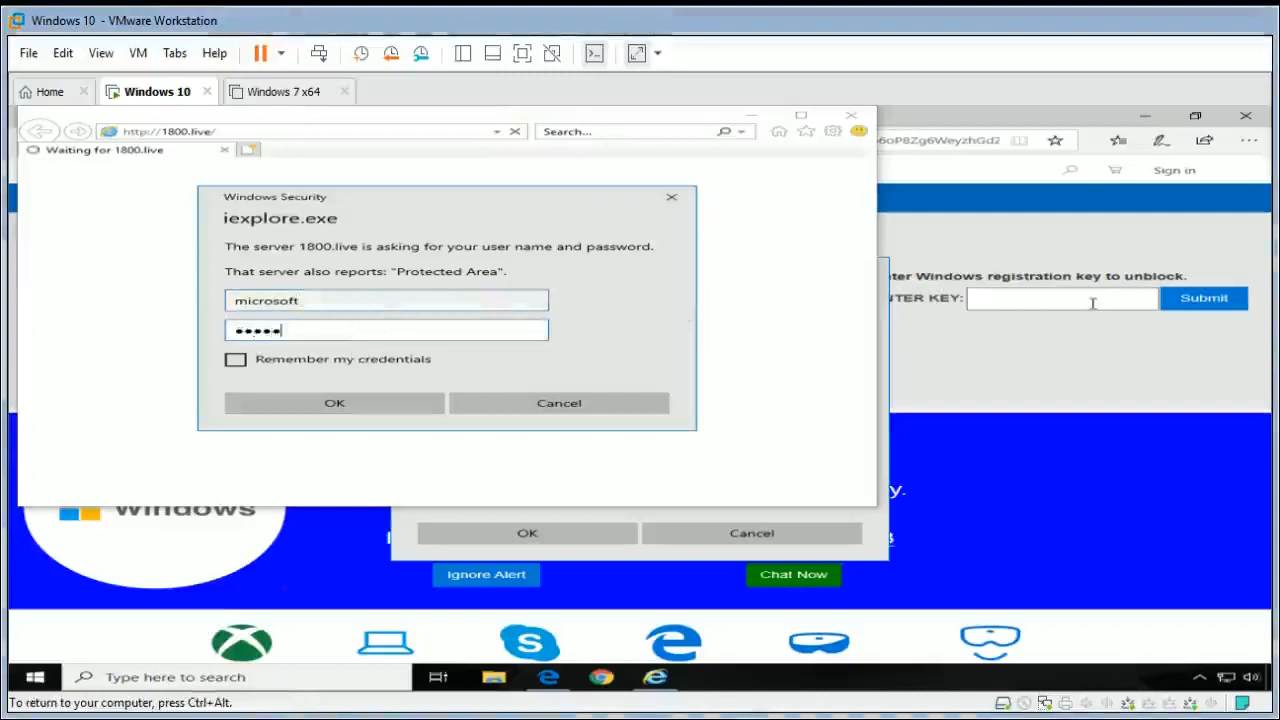 Windows 10 - VMware Workstation
File Edit View VM Tabs Help
Home Windows 10 Windows 7 x64
http://1800.live/ Search...
6oP8Zg6WeyzhGdZ
Waiting for 1800.live
Sign in
Windows Security
iexplore.exe
The server 1800.live is asking for your user name and password.
That server also reports: "Protected Area".
microsoft
●●●●●
Remember my credentials
OK Cancel
ter Windows registration key to unblock.
TER KEY: Submit
y.
Windows
OK Cancel
Ignore Alert Chat Now
Type here to search
To return to your computer, press Ctrl+Alt.